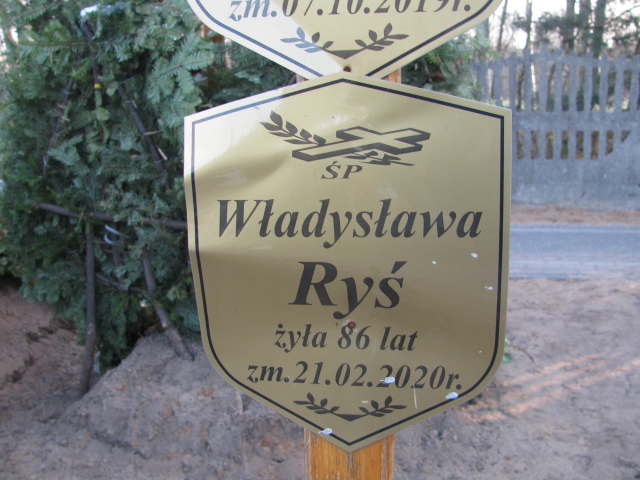 zm.07.10.2019r.
ŚP
Władysława
Ryś
żyła 86 lat
zm.21.02.2020r.